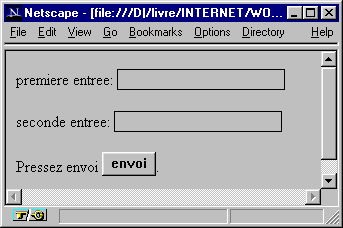 Netscape - [file:///D|/livre/INTERNET/WO...
File Edit View Go Bookmarks Options Directory Help
premiere entree:
seconde entree:
Pressez envoi envoi.